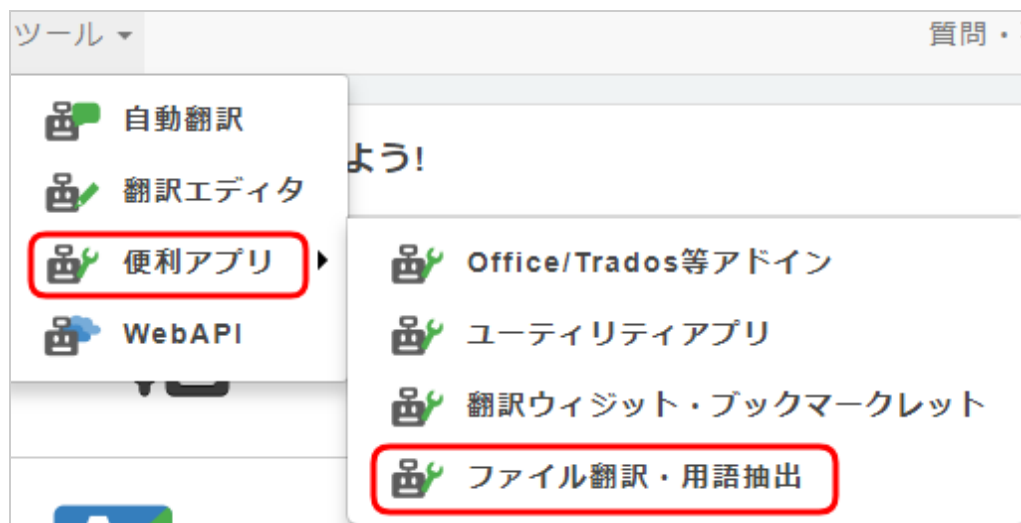 ツール
質問・
自動翻訳
よう!
翻訳エディタ
便利アプリ
Office/Trados等アドイン
WebAPI
ユーティリティアプリ
翻訳ウィジット・ブックマークレット
ファイル翻訳・用語抽出